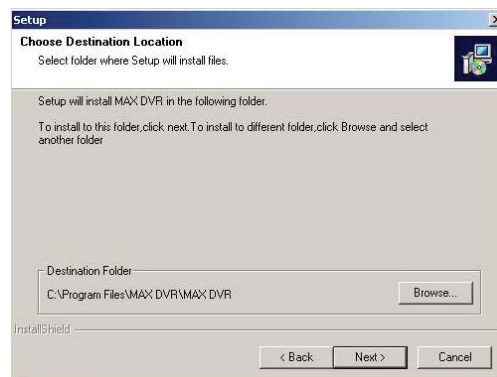 Setup
Choose Destination Location
Select folder where Setup will install files.
Setup will install MAX DVR in the following folder.
To install to this folder,click next.To install to different folder,click Browse and select
another folder
Destination Folder
C:\Program Files\MAX DVR\MAX DVR
Browse...
InstallShield
< Back
Next >
Cancel